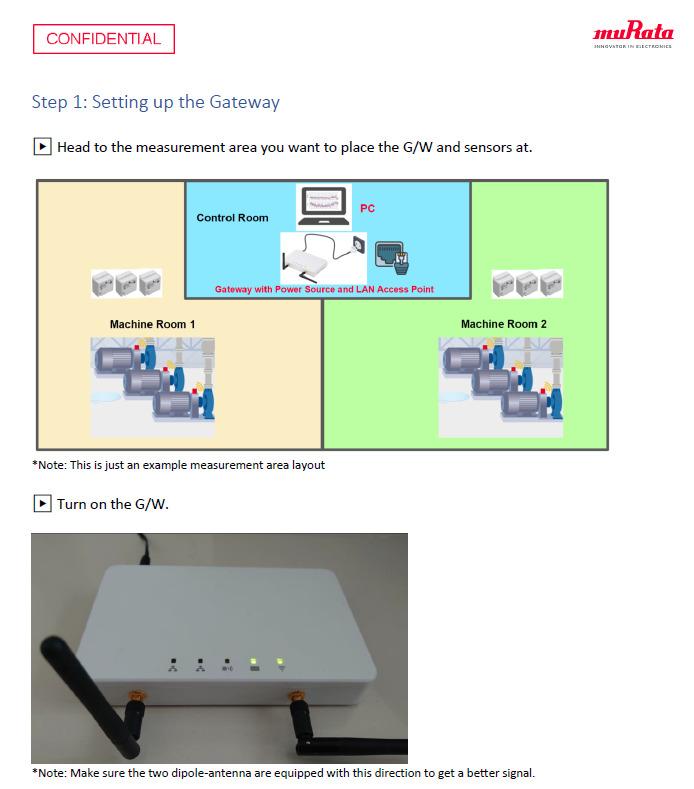 CONFIDENTIAL
muRata
INNOVATOR IN ELECTRONICS
Step 1: Setting up the Gateway
Head to the measurement area you want to place the G/W and sensors at.
Control Room
PC
Gateway with Power Source and LAN Access Point
Machine Room 1
Machine Room 2
*Note: This is just an example measurement area layout
Turn on the G/W.
*Note: Make sure the two dipole-antenna are equipped with this direction to get a better signal.